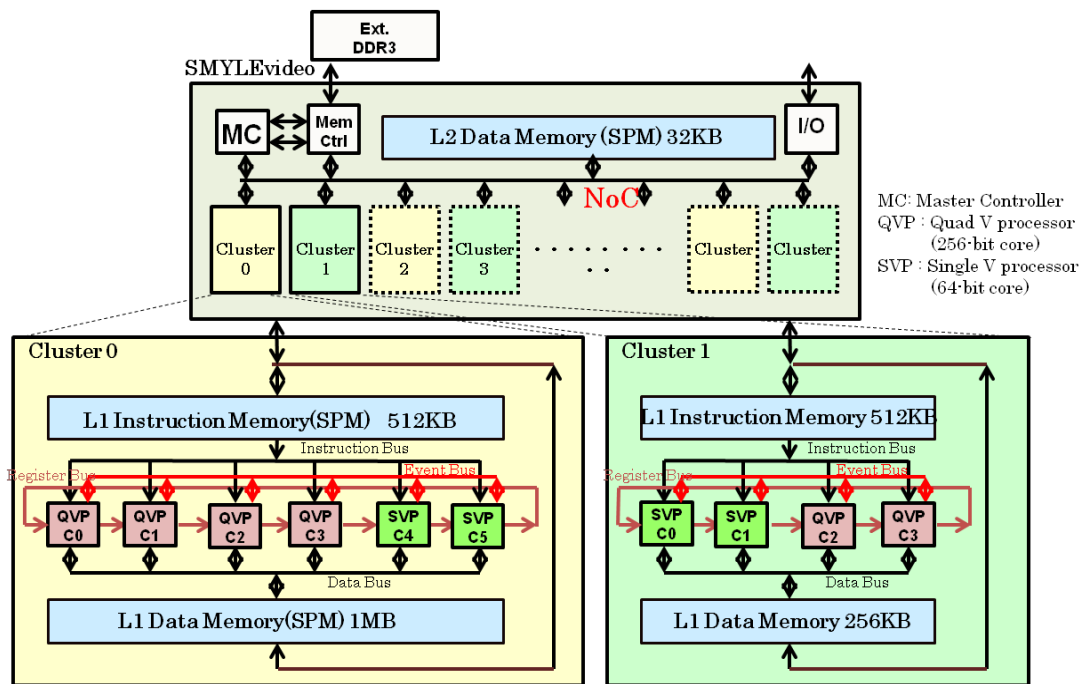 Ext.
DDR3
SMYLEvideo
MC
Mem
Ctrl
L2 Data Memory (SPM) 32KB
I/O
NoC
Cluster
0
Cluster
1
Cluster
2
Cluster
3
. . . . . . . . .
. .
Cluster
Cluster
MC: Master Controller
QVP : Quad V processor
(256-bit core)
SVP : Single V processor
(64-bit core)
Cluster 0
L1 Instruction Memory(SPM) 512KB
Instruction Bus
Register Bus
Event Bus
QVP
C0
QVP
C1
QVP
C2
QVP
C3
SVP
C4
SVP
C5
Data Bus
L1 Data Memory(SPM) 1MB
Cluster 1
L1 Instruction Memory 512KB
Instruction Bus
Register Bus
Event Bus
SVP
C0
SVP
C1
QVP
C2
QVP
C3
Data Bus
L1 Data Memory 256KB